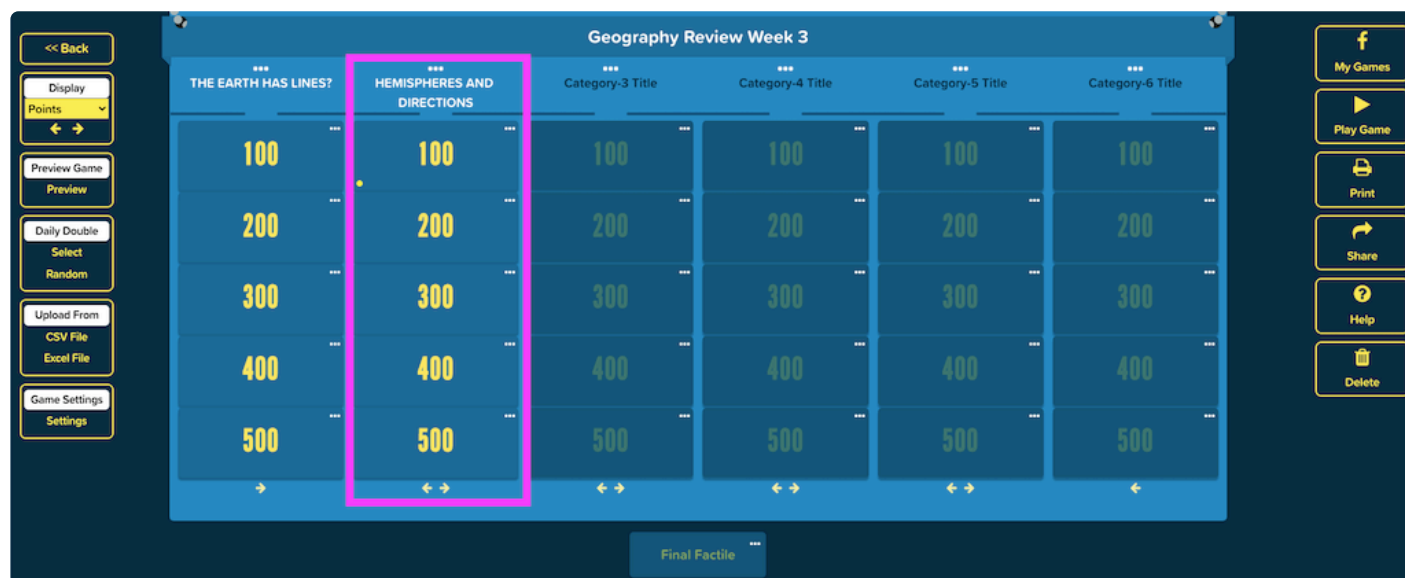 Geography Review Week 3
<< Back
Display
Points
Preview Game
Preview
Daily Double
Select
Random
Upload From
CSV File
Excel File
Game Settings
Settings
THE EARTH HAS LINES?
HEMISPHERES AND
DIRECTIONS
Category-3 Title
Category-4 Title
Category-5 Title
Category-6 Title
100 100 100 100 100 100
200 200 200 200 200 200
300 300 300 300 300 300
400 400 400 400 400 400
500 500 500 500 500 500
Final Factile
My Games
Play Game
Print
Share
Help
Delete